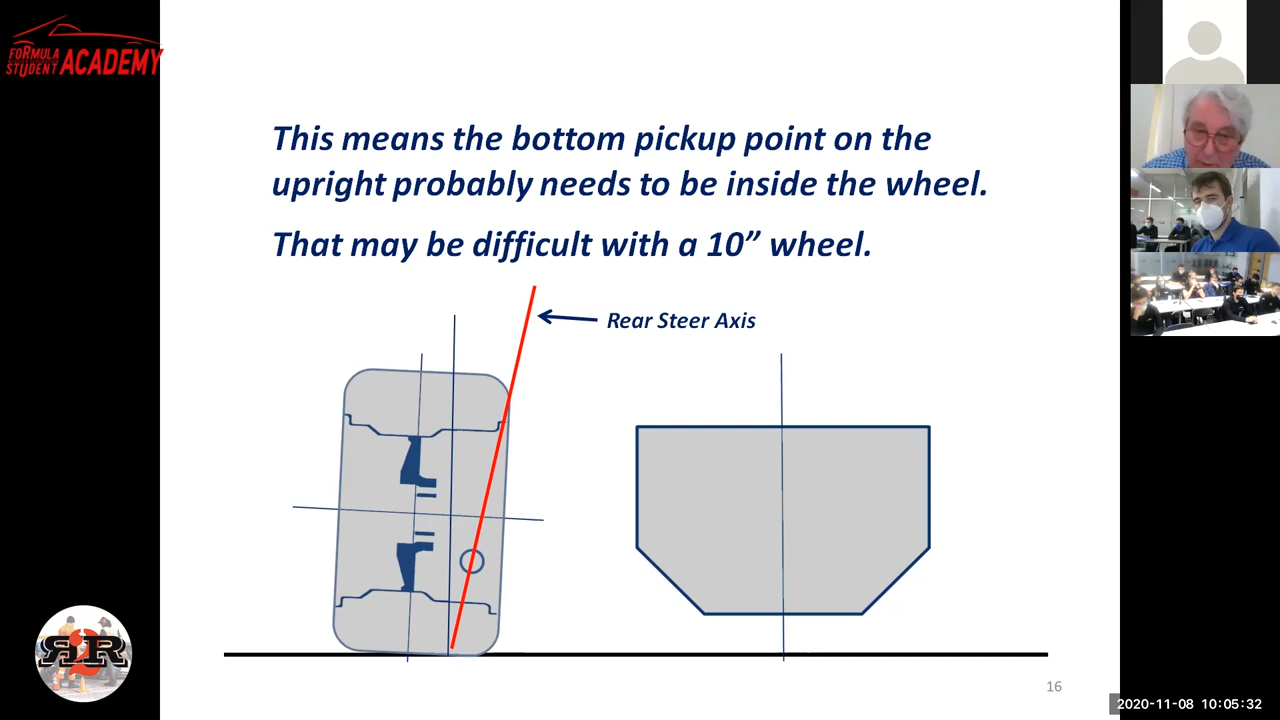 FORMULA
STUDENT ACADEMY
This means the bottom pickup point on the
upright probably needs to be inside the wheel.
That may be difficult with a 10” wheel.
Rear Steer Axis
R2R
16
2020-11-08 10:05:32